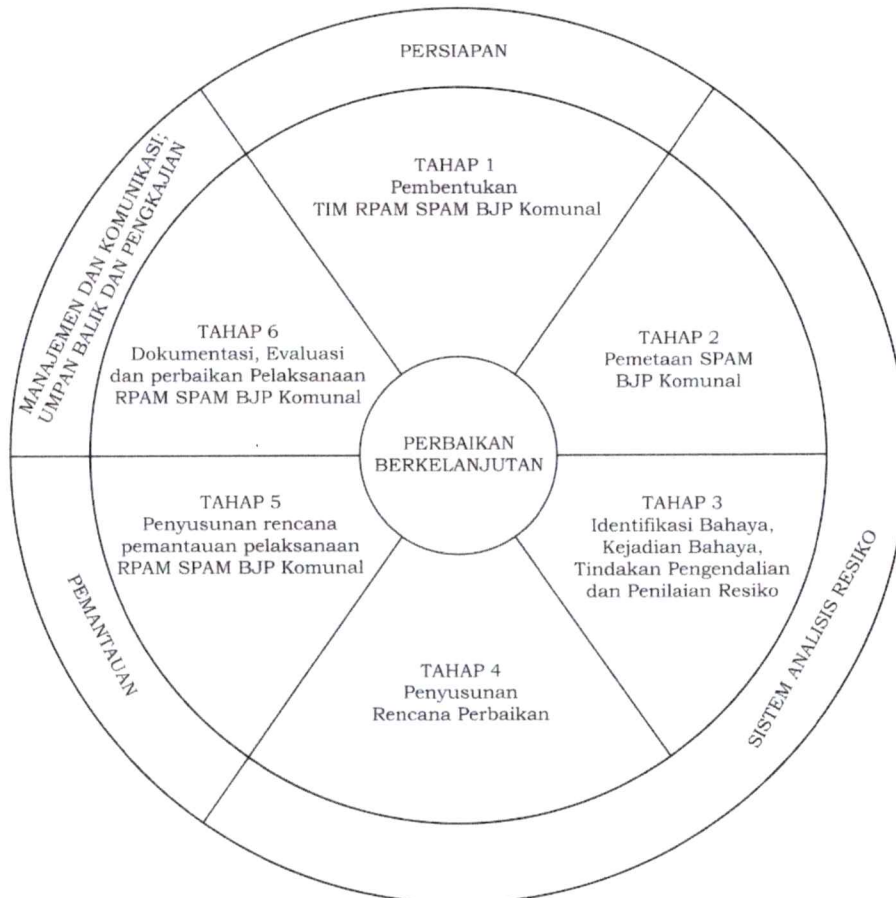 PERSIAPAN
TAHAP 1
Pembentukan
TIM RPAM SPAM BJP Komunal
TAHAP 2
Pemetaan SPAM
BJP Komunal
TAHAP 3
Identifikasi Bahaya,
Kejadian Bahaya,
Tindakan Pengendalian
dan Penilaian Resiko
SISTEM ANALISIS RESIKO
TAHAP 4
Penyusunan
Rencana Perbaikan
TAHAP 5
Penyusunan rencana
pemantauan pelaksanaan
RPAM SPAM BJP Komunal
PEMANTAUAN
TAHAP 6
Dokumentasi, Evaluasi
dan perbaikan Pelaksanaan
RPAM SPAM BJP Komunal
MANAJEMEN DAN KOMUNIKASI;
UMPAN BALIK DAN PENGKAJIAN
PERBAIKAN
BERKELANJUTAN